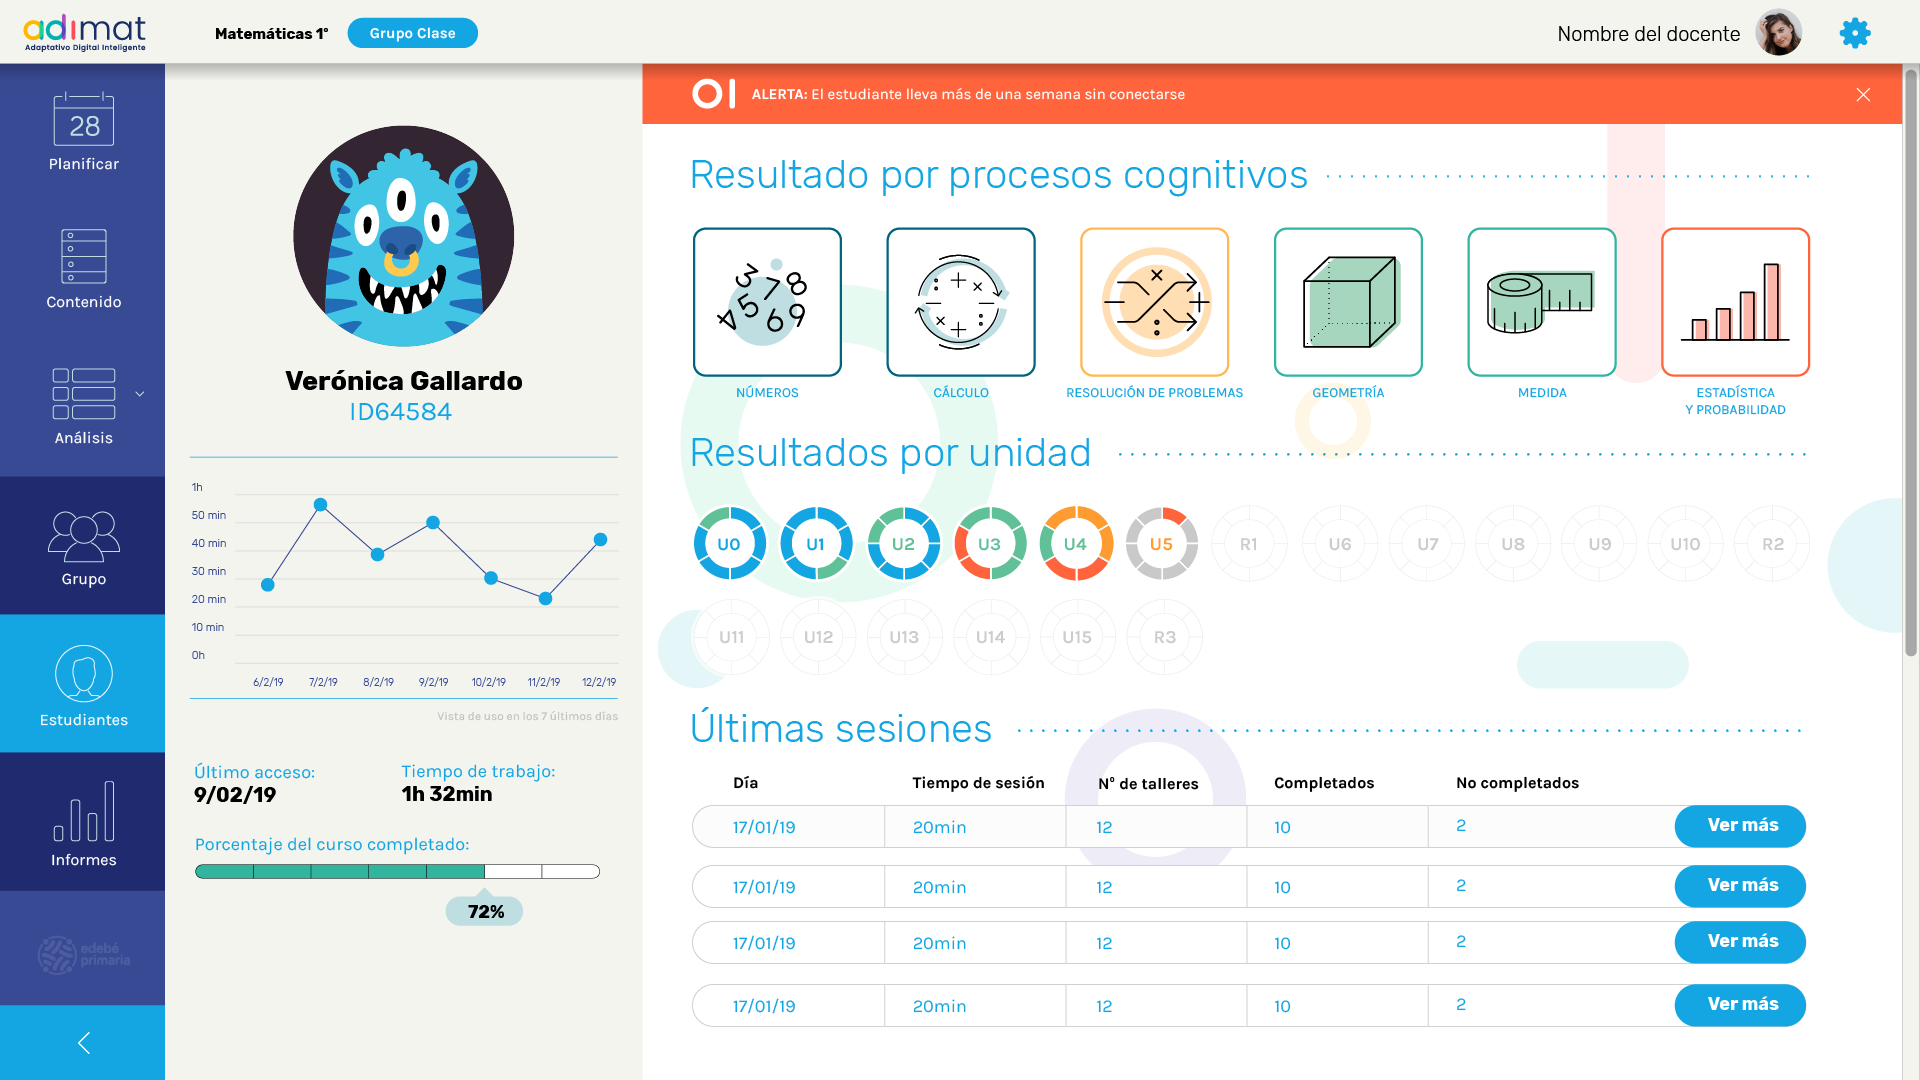 adimat
Adaptativo Digital Inteligente
Matemáticas 1º
Grupo Clase
Nombre del docente
28
Planificar
Contenido
Análisis
Grupo
Estudiantes
Informes
edebé
primaria
Verónica Gallardo
ID64584
1h
50 min
40 min
30 min
20 min
10 min
0h
6/2/19 7/2/19 8/2/19 9/2/19 10/2/19 11/2/19 12/2/19
Vista de uso en los 7 últimos días
Último acceso:
9/02/19
Tiempo de trabajo:
1h 32min
Porcentaje del curso completado:
72%
ALERTA: El estudiante lleva más de una semana sin conectarse
Resultado por procesos cognitivos
3 7 8
4 5 6 9
NÚMEROS
CÁLCULO
RESOLUCIÓN DE PROBLEMAS
GEOMETRÍA
MEDIDA
ESTADÍSTICA
Y PROBABILIDAD
Resultados por unidad
U0 U1 U2 U3 U4 U5 R1 U6 U7 U8 U9 U10 R2
U11 U12 U13 U14 U15 R3
Últimas sesiones
Día Tiempo de sesión Nº de talleres Completados No completados
17/01/19 20min 12 10 2 Ver más
17/01/19 20min 12 10 2 Ver más
17/01/19 20min 12 10 2 Ver más
17/01/19 20min 12 10 2 Ver más